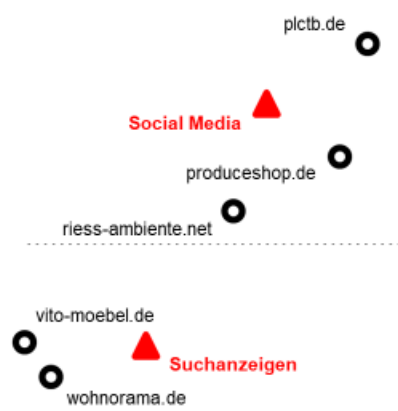 plctb.de
Social Media
produceshop.de
riess-ambiente.net
vito-moebel.de
Suchanzeigen
wohnorama.de